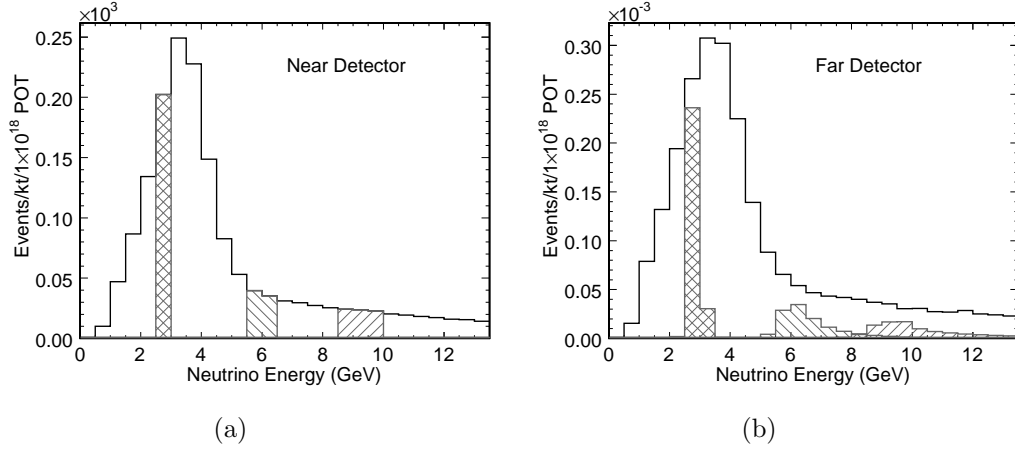 ×10³
0.25
0.20
0.15
0.10
0.05
0.00
Events/kt/1×10¹⁸ POT
Near Detector
0 2 4 6 8 10 12
Neutrino Energy (GeV)
(a)
×10⁻³
0.30
0.25
0.20
0.15
0.10
0.05
0.00
Events/kt/1×10¹⁸ POT
Far Detector
0 2 4 6 8 10 12
Neutrino Energy (GeV)
(b)